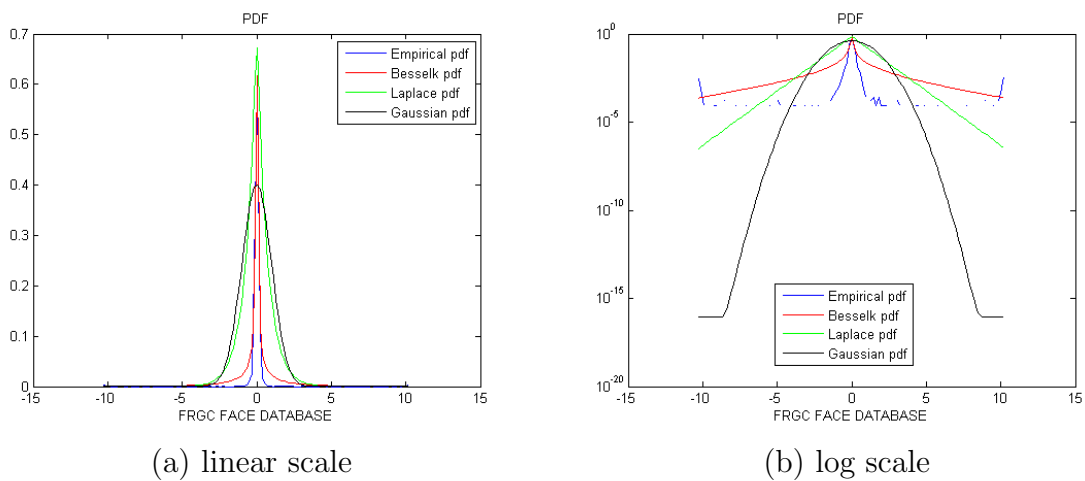 PDF
0.7
0.6
0.5
0.4
0.3
0.2
0.1
0
-15
-10
-5
0
5
10
15
Empirical pdf
Besselk pdf
Laplace pdf
Gaussian pdf
FRGC FACE DATABASE
(a) linear scale
PDF
10^0
10^-5
10^-10
10^-15
10^-20
-15
-10
-5
0
5
10
15
Empirical pdf
Besselk pdf
Laplace pdf
Gaussian pdf
FRGC FACE DATABASE
(b) log scale